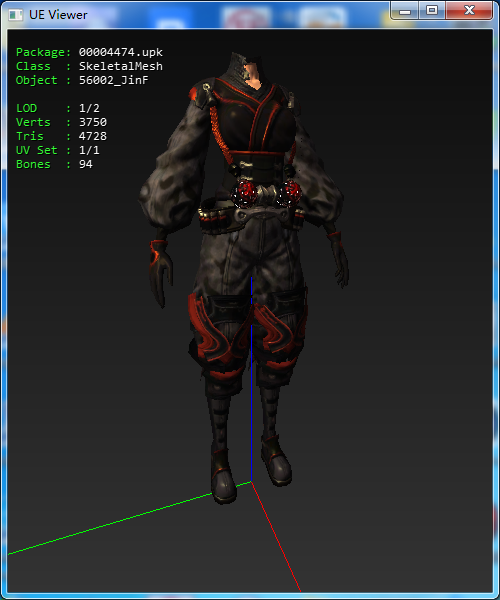 UE Viewer
Package: 00004474.upk
Class : SkeletalMesh
Object : 56002_JinF
LOD : 1/2
Verts : 3750
Tris : 4728
UV Set : 1/1
Bones : 94